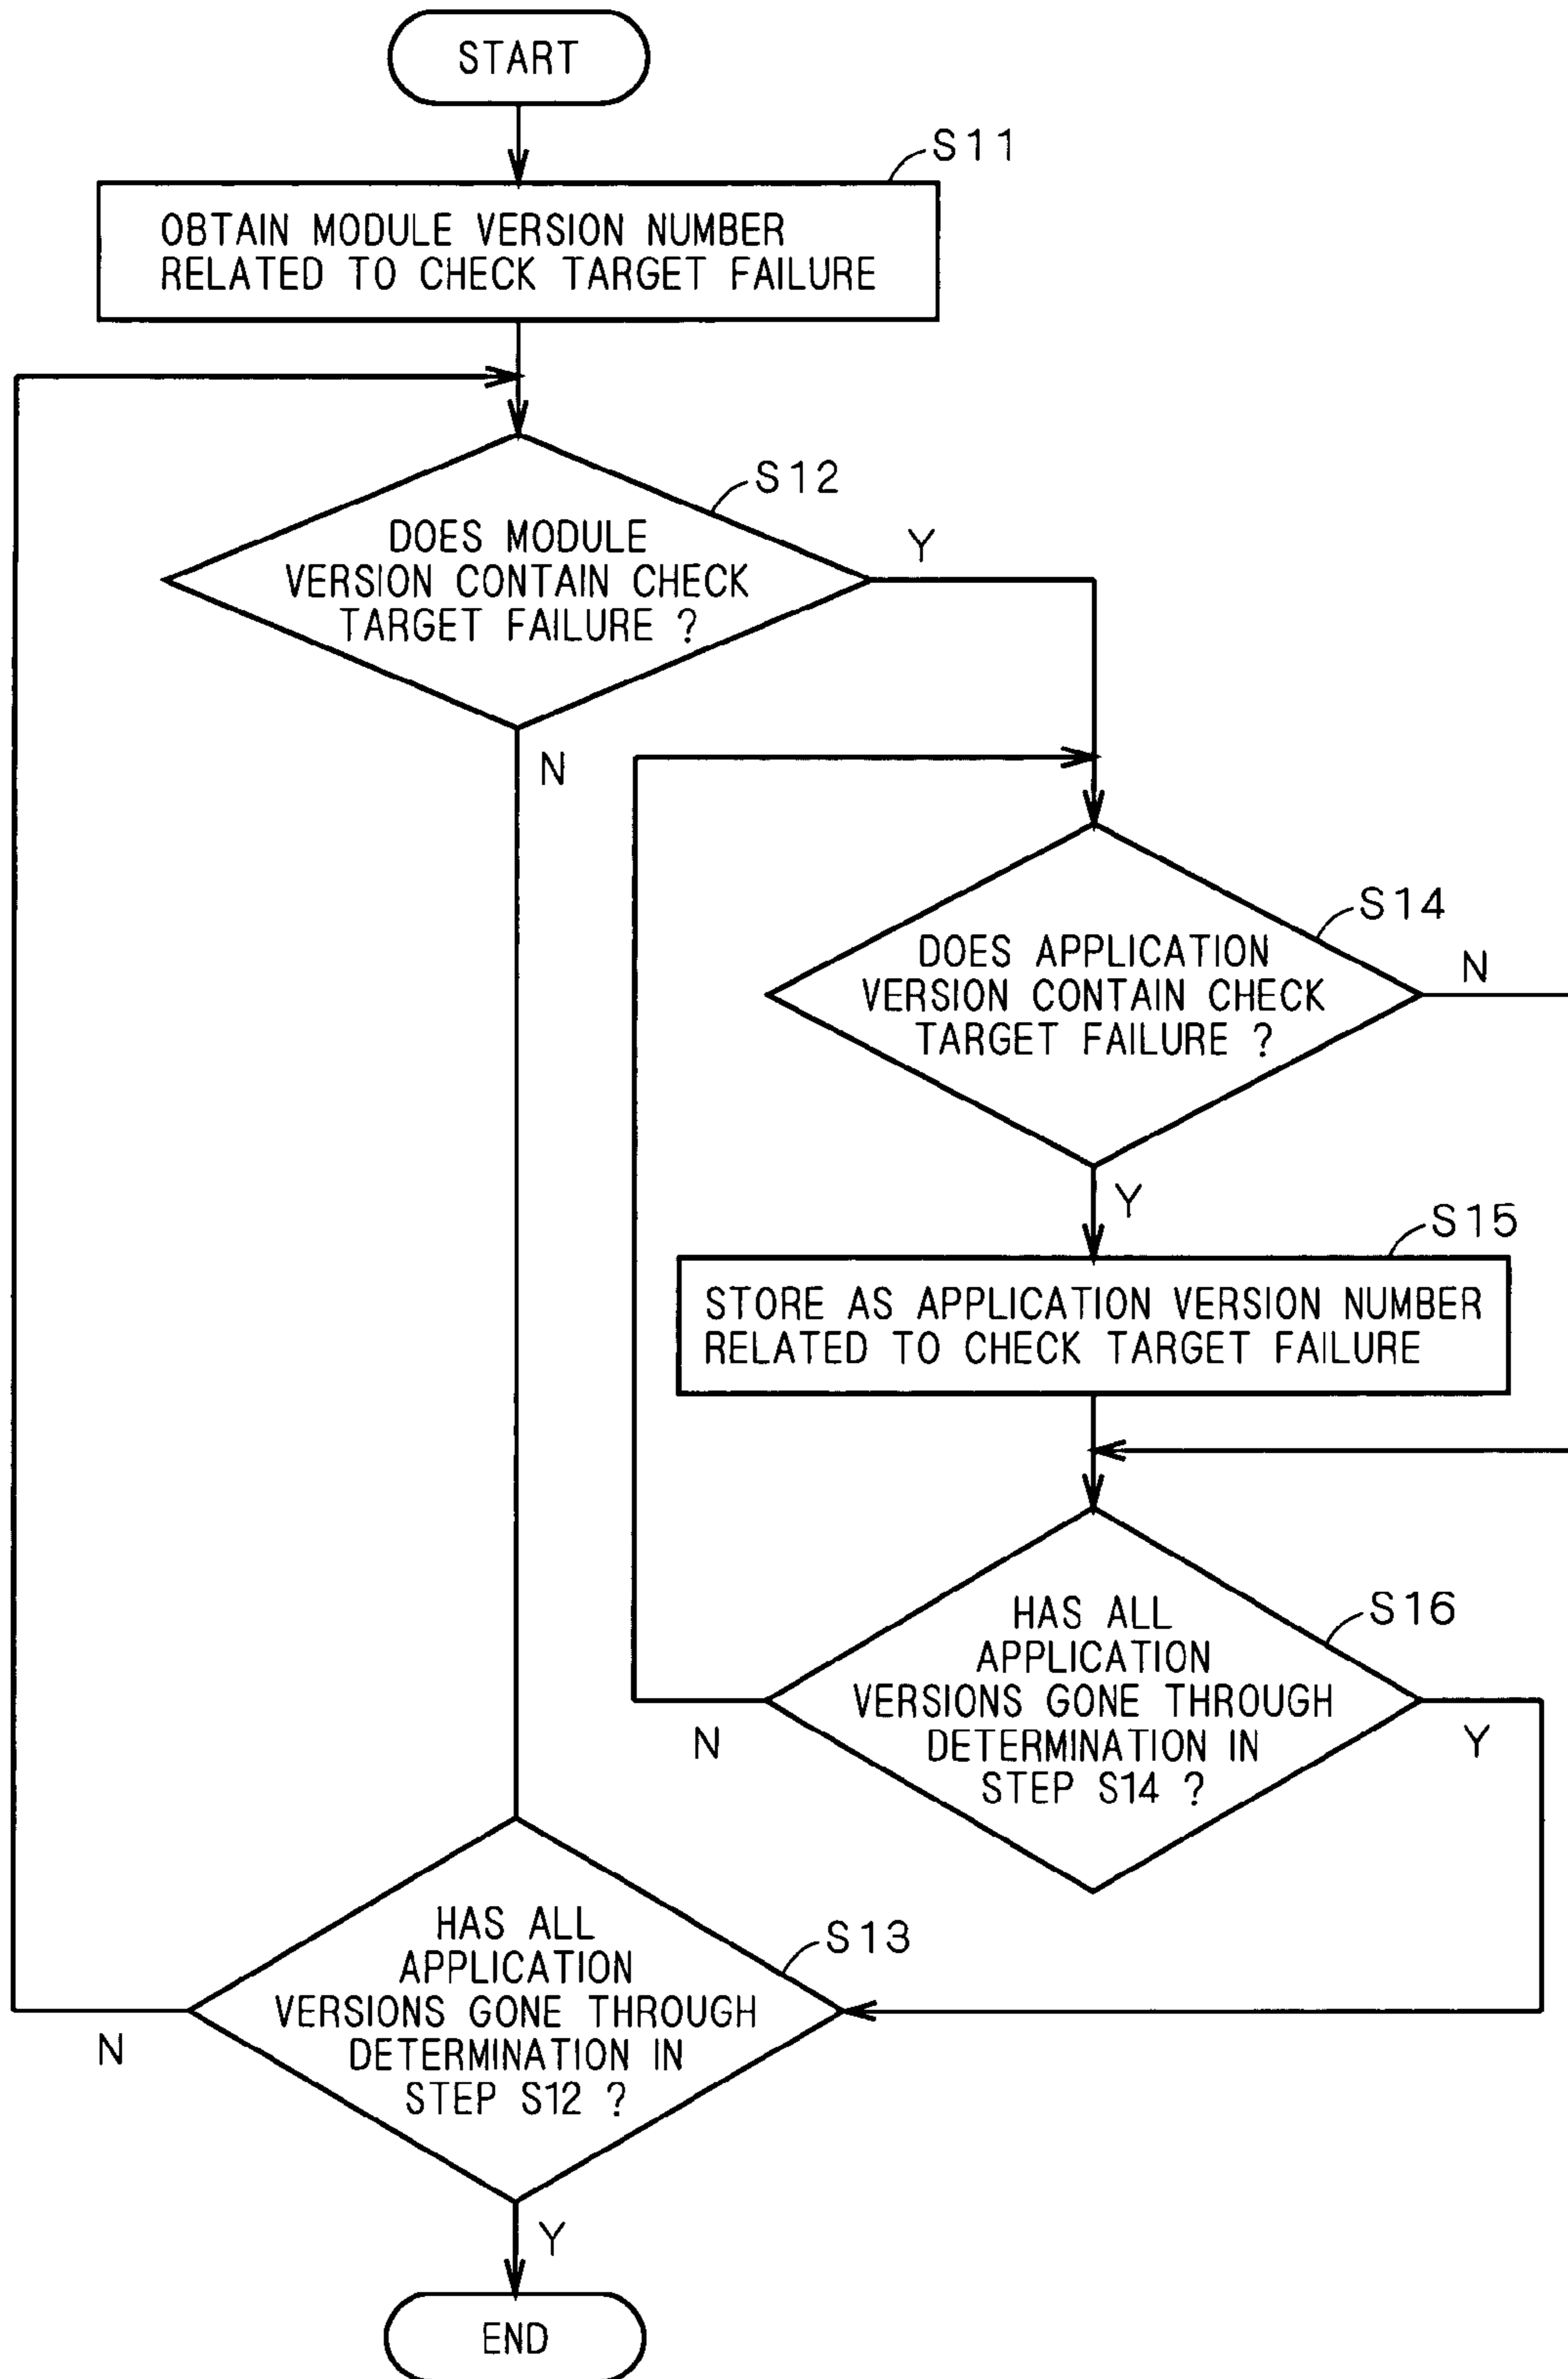 START
S11
OBTAIN MODULE VERSION NUMBER
RELATED TO CHECK TARGET FAILURE
S12
DOES MODULE
VERSION CONTAIN CHECK
TARGET FAILURE ?
Y
N
S14
DOES APPLICATION
VERSION CONTAIN CHECK
TARGET FAILURE ?
N
Y
S15
STORE AS APPLICATION VERSION NUMBER
RELATED TO CHECK TARGET FAILURE
S16
HAS ALL
APPLICATION
VERSIONS GONE THROUGH
DETERMINATION IN
STEP S14 ?
N
Y
S13
HAS ALL
APPLICATION
VERSIONS GONE THROUGH
DETERMINATION IN
STEP S12 ?
N
Y
END